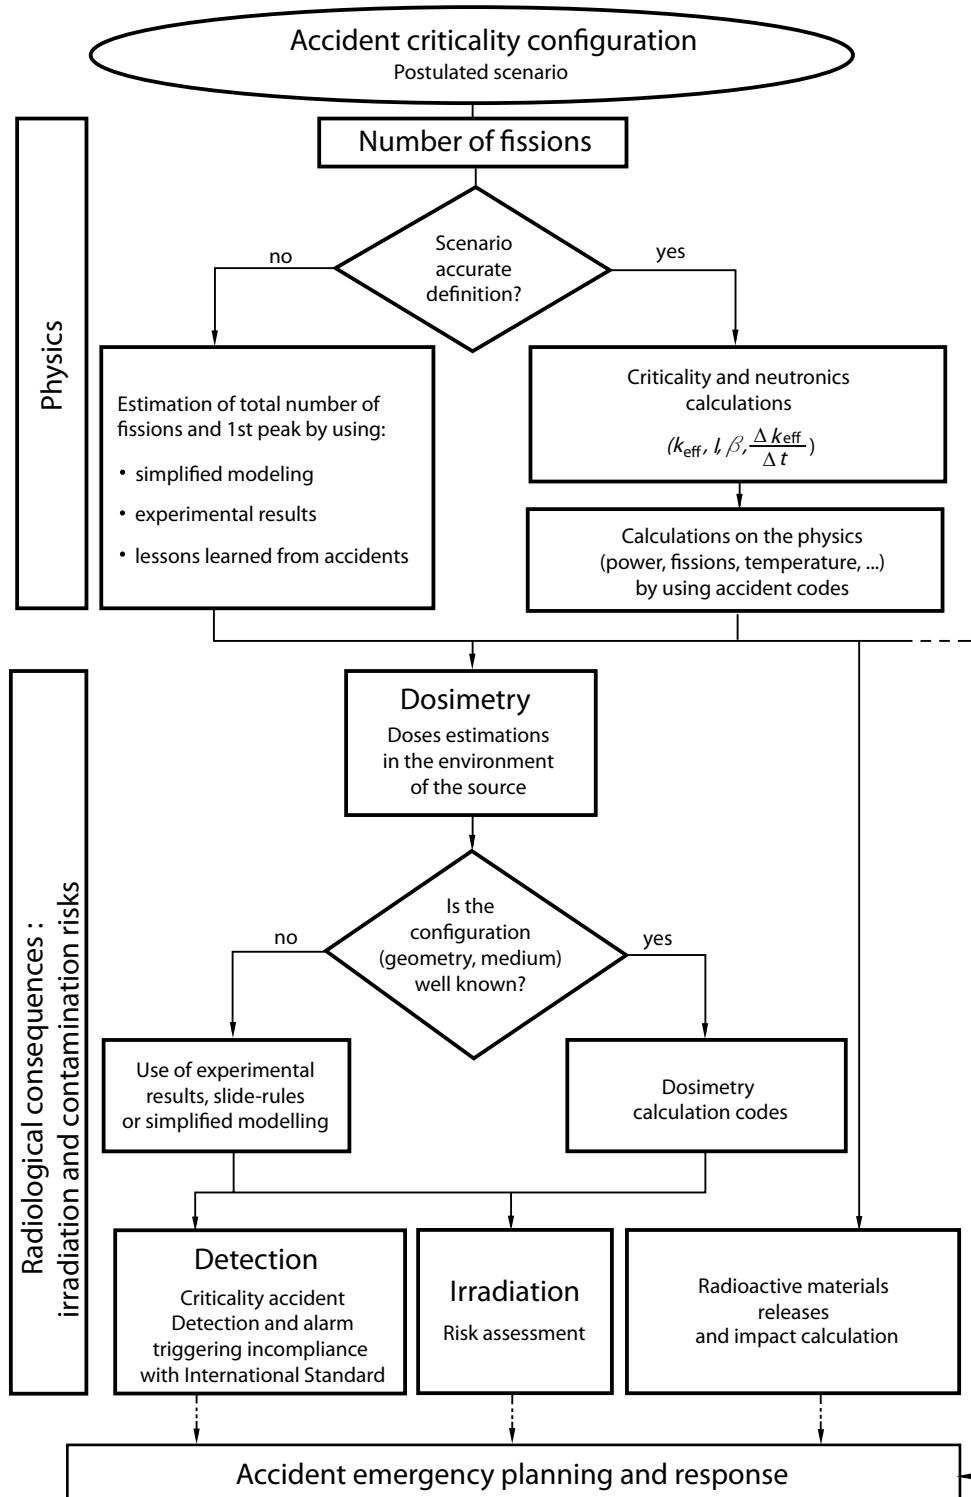 Accident criticality configuration
Postulated scenario
Number of fissions
Physics
Scenario
accurate
definition?
no
yes
Estimation of total number of
fissions and 1st peak by using:
• simplified modeling
• experimental results
• lessons learned from accidents
Criticality and neutronics
calculations
(k_eff, l, β, Δk_eff/Δt)
Calculations on the physics
(power, fissions, temperature, ...)
by using accident codes
Radiological consequences :
irradiation and contamination risks
Dosimetry
Doses estimations
in the environment
of the source
Is the
configuration
(geometry, medium)
well known?
no
yes
Use of experimental
results, slide-rules
or simplified modelling
Dosimetry
calculation codes
Detection
Criticality accident
Detection and alarm
triggering incompliance
with International Standard
Irradiation
Risk assessment
Radioactive materials
releases
and impact calculation
Accident emergency planning and response